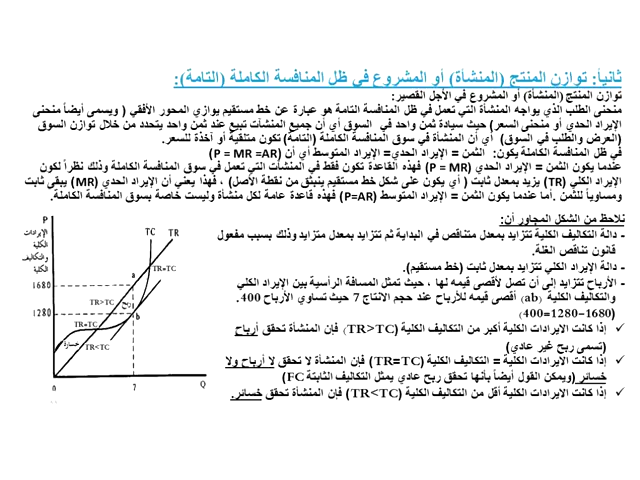 ثانياً: توازن المنتج (المنشأة) أو المشروع في ظل المنافسة الكاملة (التامة):
توازن المنتج (المنشأة) أو المشروع في الأجل القصير:
منحنى الطلب الذي يواجه المنشأة التي تعمل في ظل المنافسة التامة هو عبارة عن خط مستقيم يوازي المحور الأفقي ( ويسمى أيضاً منحنى
الإيراد الحدي أو منحنى السعر) حيث سيادة ثمن واحد في السوق أي أن جميع المنشآت تبيع عند ثمن واحد يتحدد من خلال توازن السوق
(العرض والطلب في السوق) أي أن المنشأة في سوق المنافسة الكاملة (التامة) تكون متلقية أو آخذة للسعر.
في ظل المنافسة الكاملة يكون: الثمن = الإيراد الحدي= الإيراد المتوسط أي أن (P = MR =AR)
عندما يكون الثمن = الإيراد الحدي (P = MR) فهذه القاعدة تكون فقط في المنشآت التي تعمل في سوق المنافسة الكاملة وذلك نظراً لكون
الإيراد الكلي (TR) يزيد بمعدل ثابت ( أي يكون على شكل خط مستقيم ينبثق من نقطة الأصل) ، فهذا يعني أن الإيراد الحدي (MR) يبقى ثابت
ومساوياً للثمن .أما عندما يكون الثمن = الإيراد المتوسط (P=AR) فهذه قاعدة عامة لكل منشأة وليست خاصة بسوق المنافسة الكاملة.
نلاحظ من الشكل المجاور أن:
- دالة التكاليف الكلية تتزايد بمعدل متناقص في البداية ثم تتزايد بمعدل متزايد وذلك بسبب مفعول
قانون تناقص الغلة.
- دالة الإيراد الكلي تتزايد بمعدل ثابت (خط مستقيم).
- الأرباح تتزايد إلى أن تصل لأقصى قيمه لها ، حيث تمثل المسافة الرأسية بين الإيراد الكلي
والتكاليف الكلية (ab) أقصى قيمه للأرباح عند حجم الانتاج 7 حيث تساوي الأرباح 400.
(1680-1280=400)
✓ إذا كانت الايرادات الكلية أكبر من التكاليف الكلية (TR>TC) فإن المنشأة تحقق أرباح
(تسمى ربح غير عادي)
✓ إذا كانت الايرادات الكلية = التكاليف الكلية (TR=TC) فإن المنشأة لا تحقق لا أرباح ولا
خسائر (ويمكن القول أيضاً بأنها تحقق ربح عادي يمثل التكاليف الثابتة FC)
✓ إذا كانت الايرادات الكلية أقل من التكاليف الكلية (TR<TC) فإن المنشأة تحقق خسائر.
P
الإيرادات
الكلية
والتكاليف
الكلية
TC
TR
a
TR=TC
1680
TR>TC
ربح
1280
TR=TC
b
خسارة
TR<TC
0
7
Q